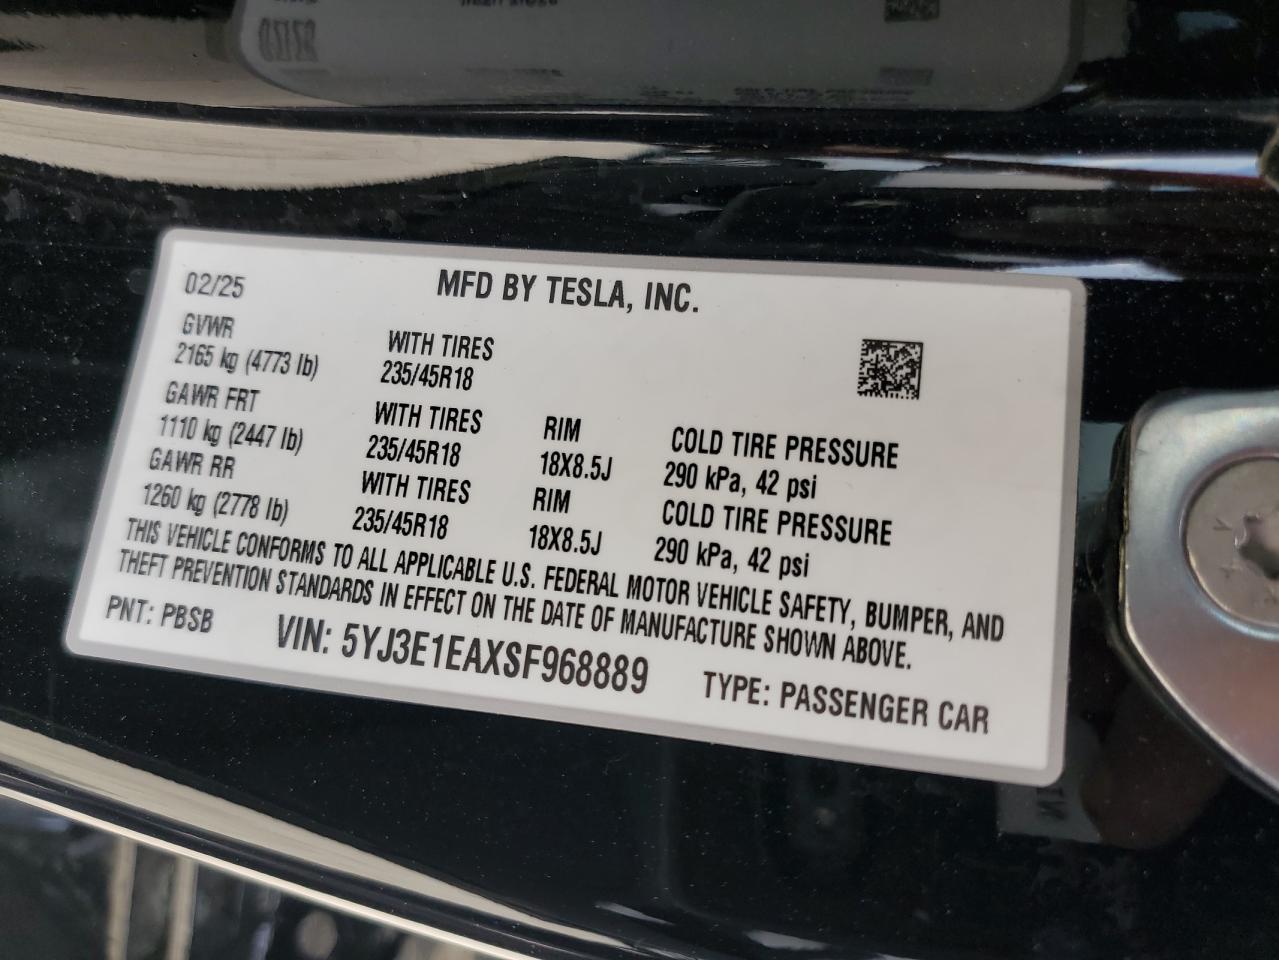 02/25 MFD BY TESLA, INC.
GVWR
2165 kg (4773 lb)
WITH TIRES
235/45R18
GAWR FRT
1110 kg (2447 lb)
WITH TIRES
235/45R18
RIM
18X8.5J
COLD TIRE PRESSURE
290 kPa, 42 psi
GAWR RR
1260 kg (2778 lb)
WITH TIRES
235/45R18
RIM
18X8.5J
COLD TIRE PRESSURE
290 kPa, 42 psi
THIS VEHICLE CONFORMS TO ALL APPLICABLE U.S. FEDERAL MOTOR VEHICLE SAFETY, BUMPER, AND
THEFT PREVENTION STANDARDS IN EFFECT ON THE DATE OF MANUFACTURE SHOWN ABOVE.
PNT: PBSB VIN: 5YJ3E1EAXSF968889 TYPE: PASSENGER CAR